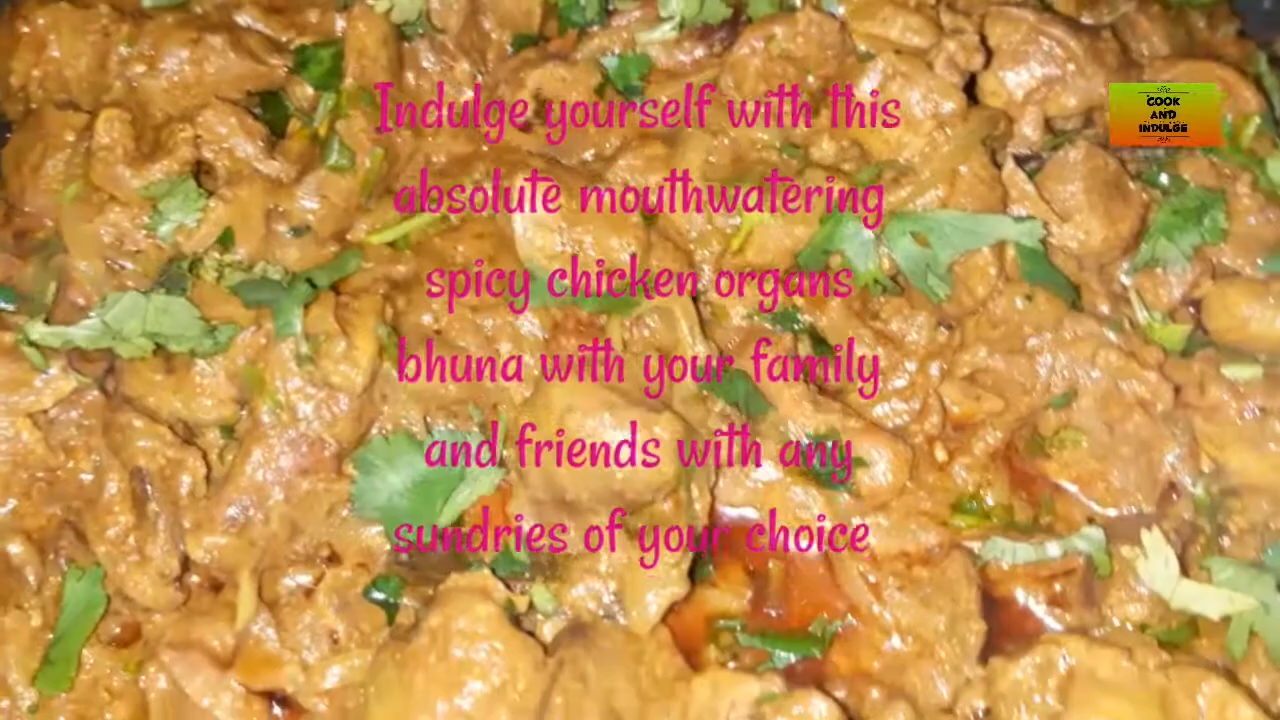 Indulge yourself with this
absolute mouthwatering
spicy chicken organs
bhuna with your family
and friends with any
sundries of your choice
COOK
AND
INDULGE